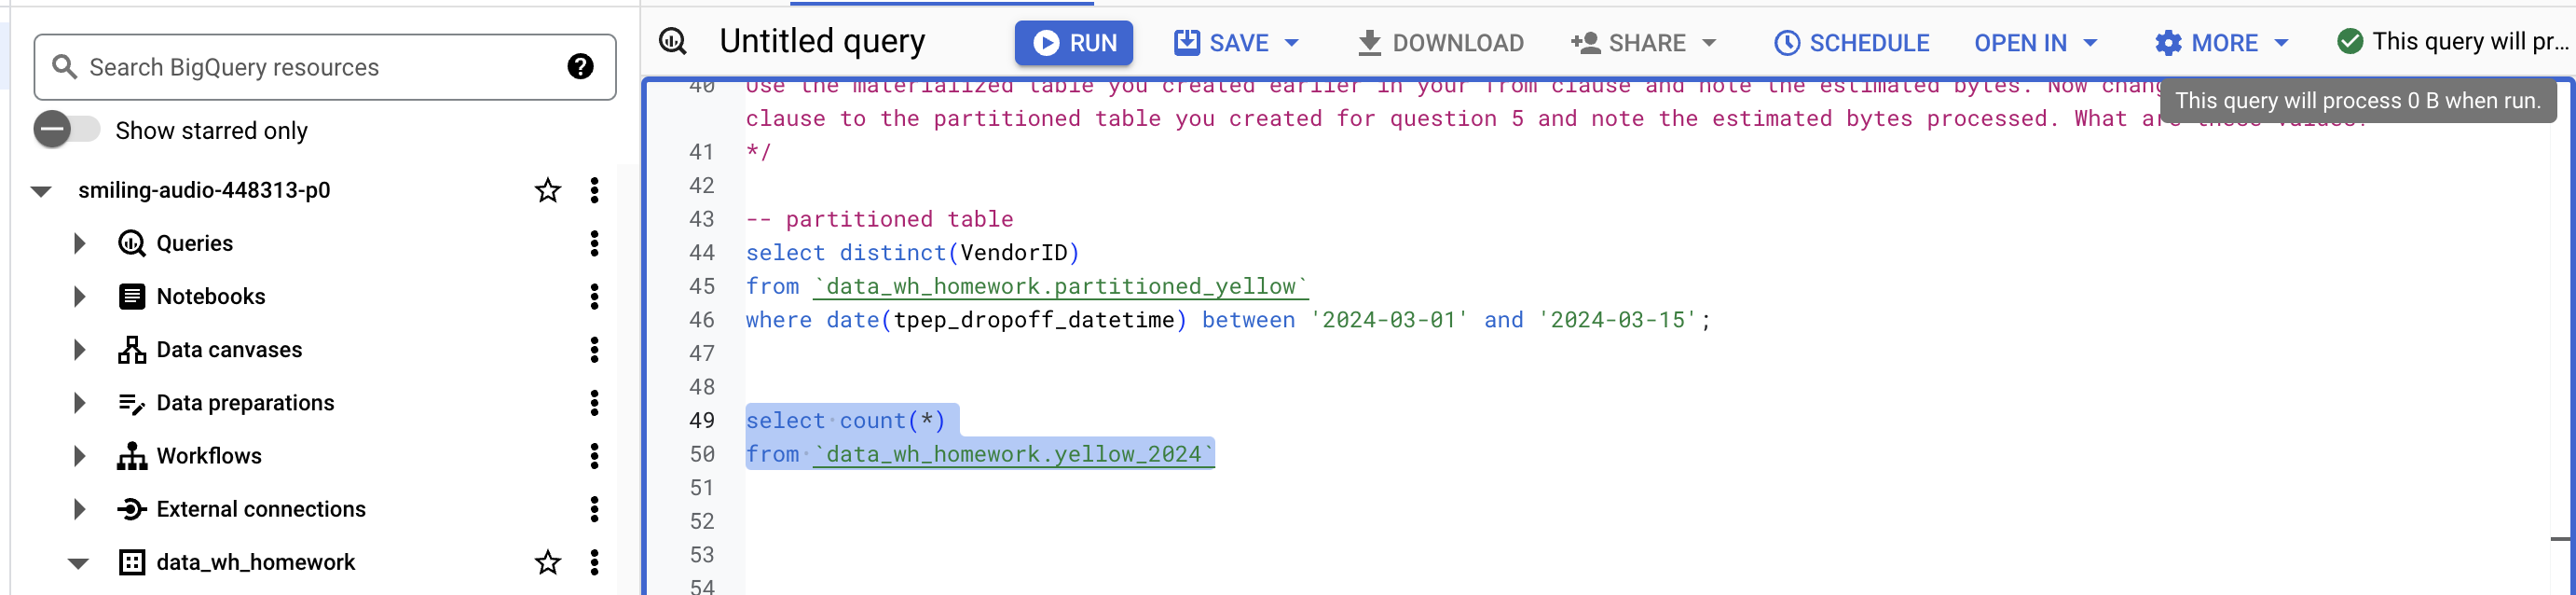 Search BigQuery resources
Show starred only
smiling-audio-448313-p0
Queries
Notebooks
Data canvases
Data preparations
Workflows
External connections
data_wh_homework
Untitled query
RUN
SAVE
DOWNLOAD
SHARE
SCHEDULE
OPEN IN
MORE
This query will pr...
This query will process 0 B when run.
40 Use the materialized table you created earlier in your from clause and note the estimated bytes. Now chang
clause to the partitioned table you created for question 5 and note the estimated bytes processed. What are these values?
41 */
42
43 -- partitioned table
44 select distinct(VendorID)
45 from `data_wh_homework.partitioned_yellow`
46 where date(tpep_dropoff_datetime) between '2024-03-01' and '2024-03-15';
47
48
49 select count(*)
50 from `data_wh_homework.yellow_2024`
51
52
53
54